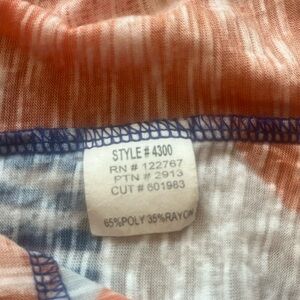 STYLE # 4300
RN # 122767
PTN # 2913
CUT # 601983
65%POLY 35%RAYON